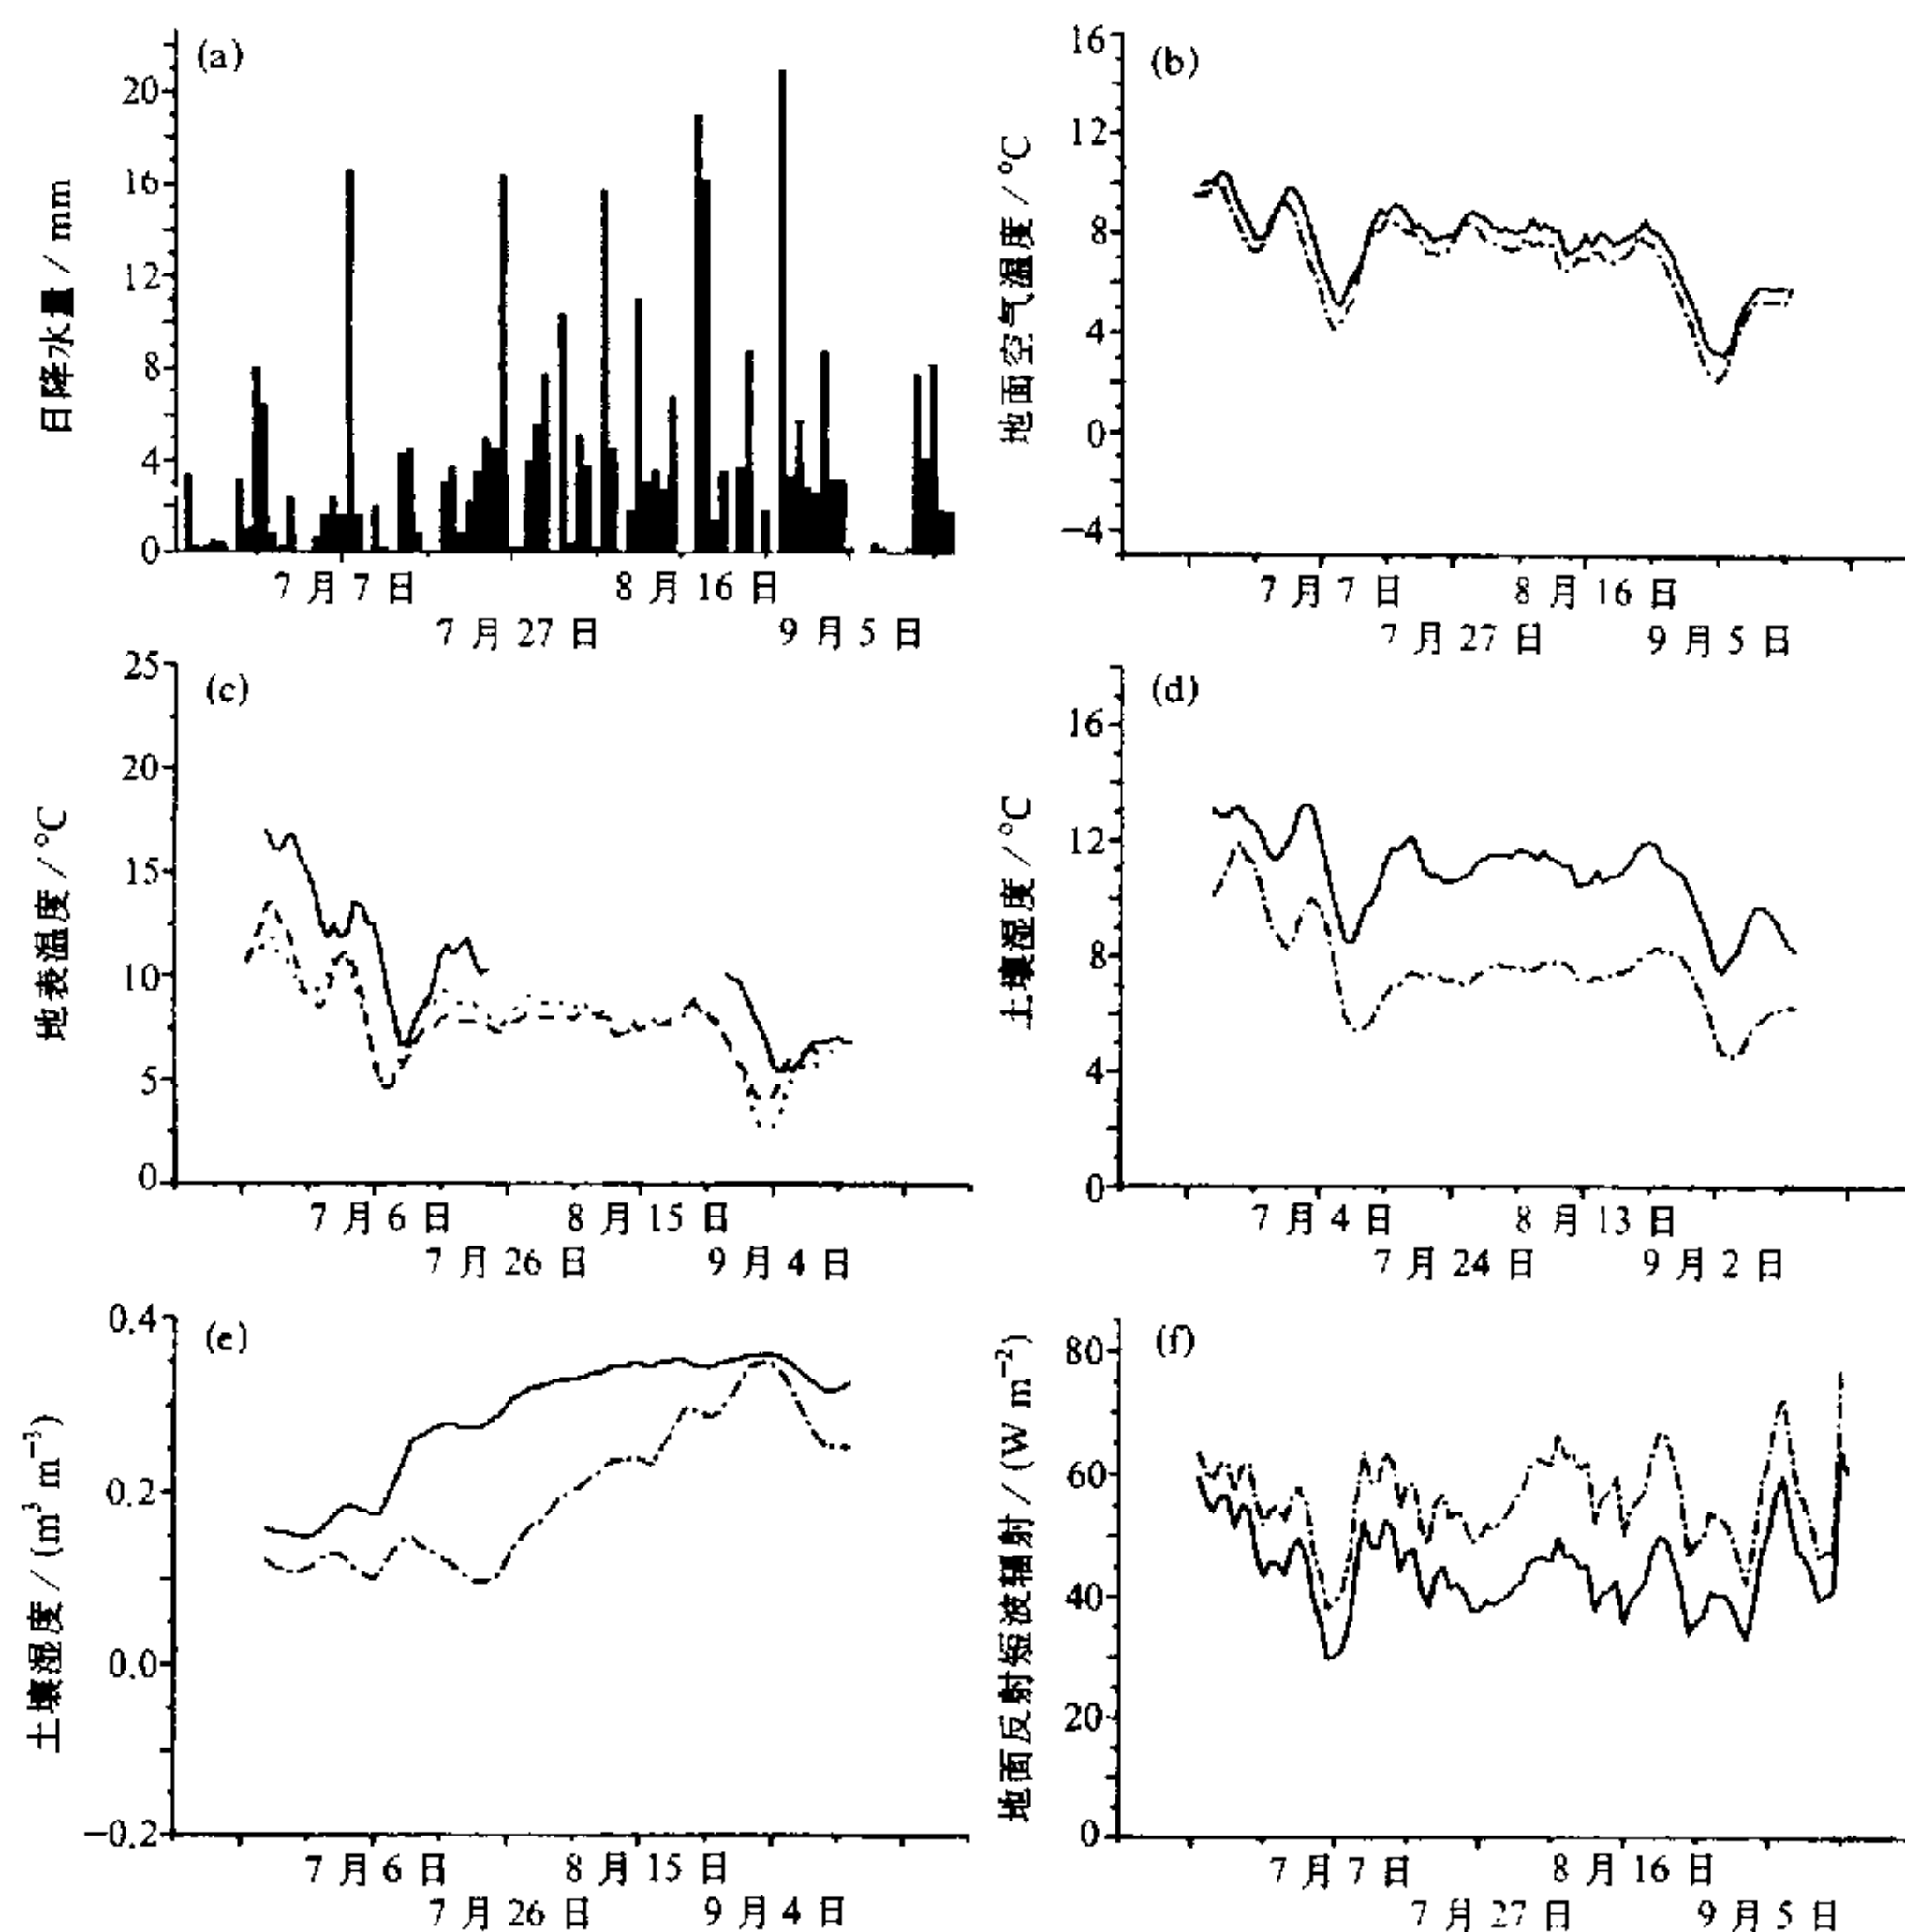 (a)
日降水量 / mm
20
16
12
8
4
0
7 月 7 日
8 月 16 日
7 月 27 日
9 月 5 日
(b)
地面空气温度 / °C
16
12
8
4
0
−4
7 月 7 日
8 月 16 日
7 月 27 日
9 月 5 日
(c)
地表温度 / °C
25
20
15
10
5
0
7 月 6 日
8 月 15 日
7 月 26 日
9 月 4 日
(d)
土壤湿度 / °C
16
12
8
4
0
7 月 4 日
8 月 13 日
7 月 24 日
9 月 2 日
(e)
土壤湿度 / (m³ m⁻³)
0.4
0.2
0.0
−0.2
7 月 6 日
8 月 15 日
7 月 26 日
9 月 4 日
(f)
地面反射短波辐射 / (W m⁻²)
80
60
40
20
0
7 月 7 日
8 月 16 日
7 月 27 日
9 月 5 日